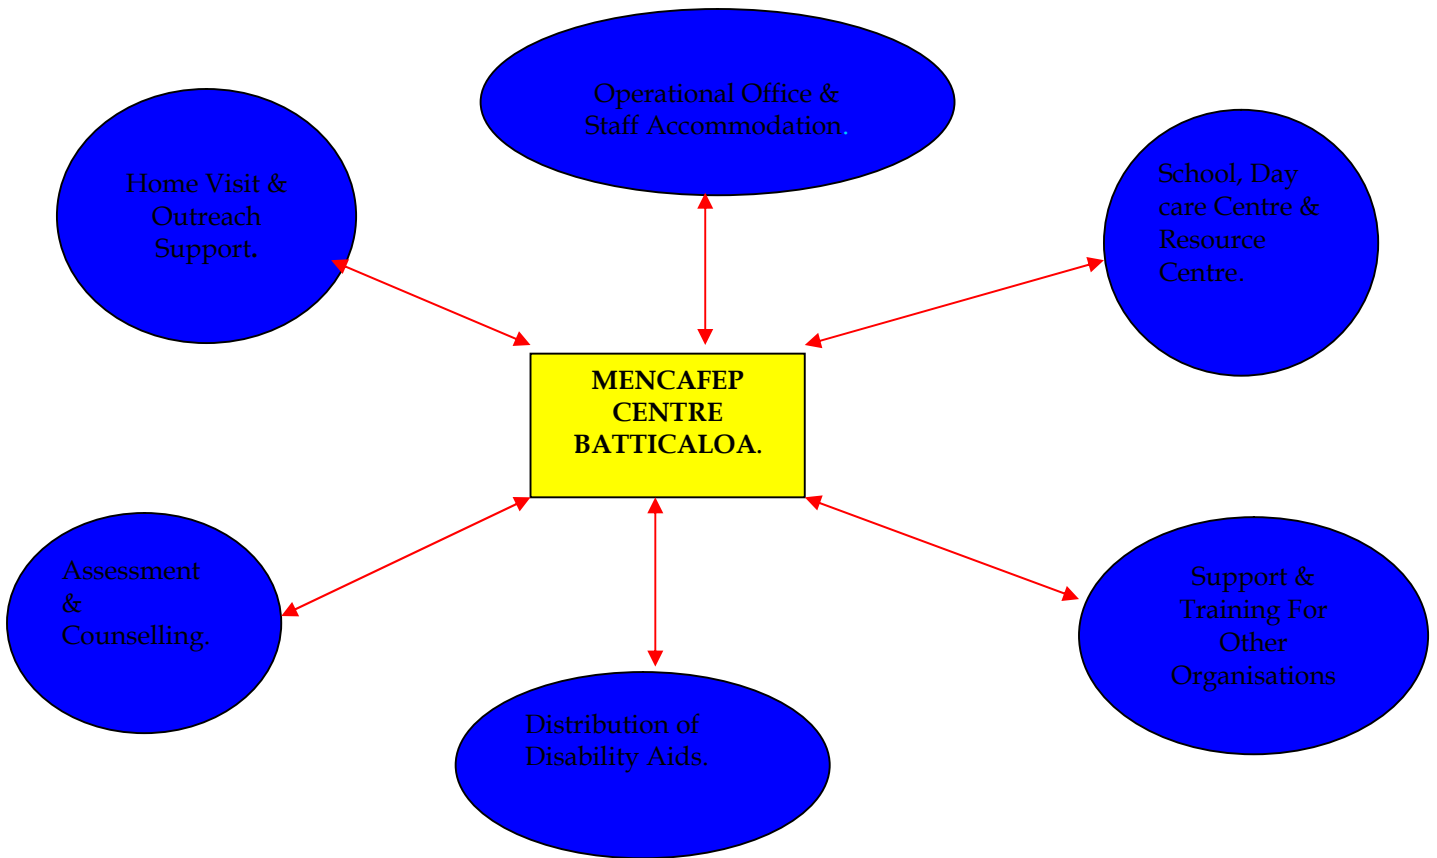 Operational Office &
Staff Accommodation.
Home Visit &
Outreach
Support.
School, Day
care Centre &
Resource
Centre.
MENCAFEP
CENTRE
BATTICALOA.
Assessment
&
Counselling.
Support &
Training For
Other
Organisations
Distribution of
Disability Aids.